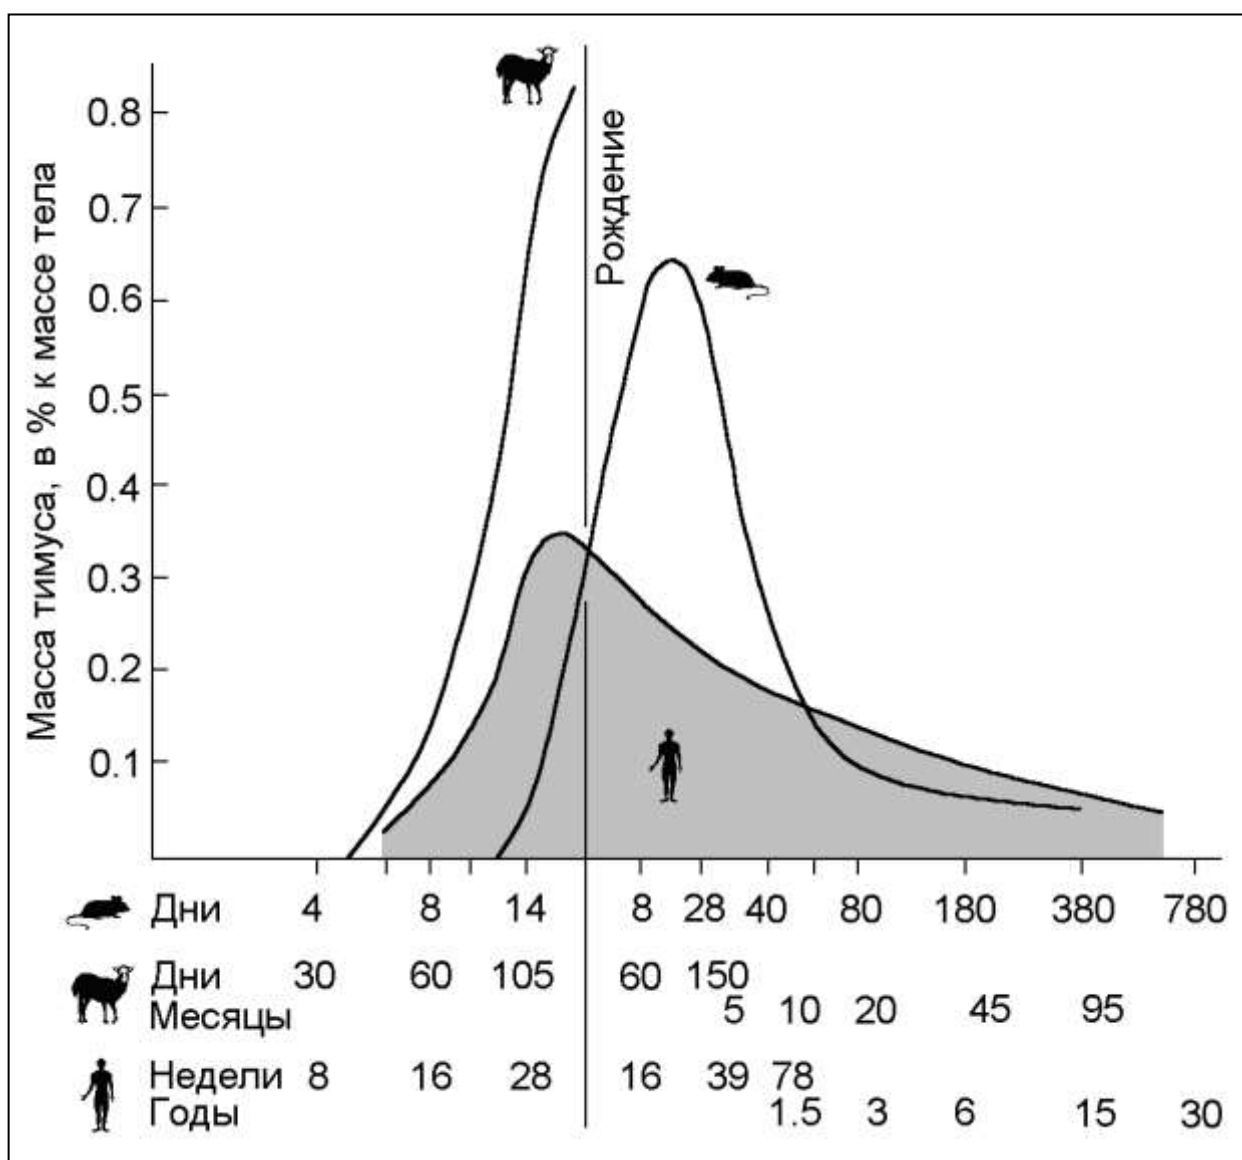 Масса тимуса, в % к массе тела
0.8
0.7
0.6
0.5
0.4
0.3
0.2
0.1
Рождение
Дни 4 8 14 8 28 40 80 180 380 780
Дни 30 60 105 60 150
Месяцы 5 10 20 45 95
Недели 8 16 28 16 39 78
Годы 1.5 3 6 15 30